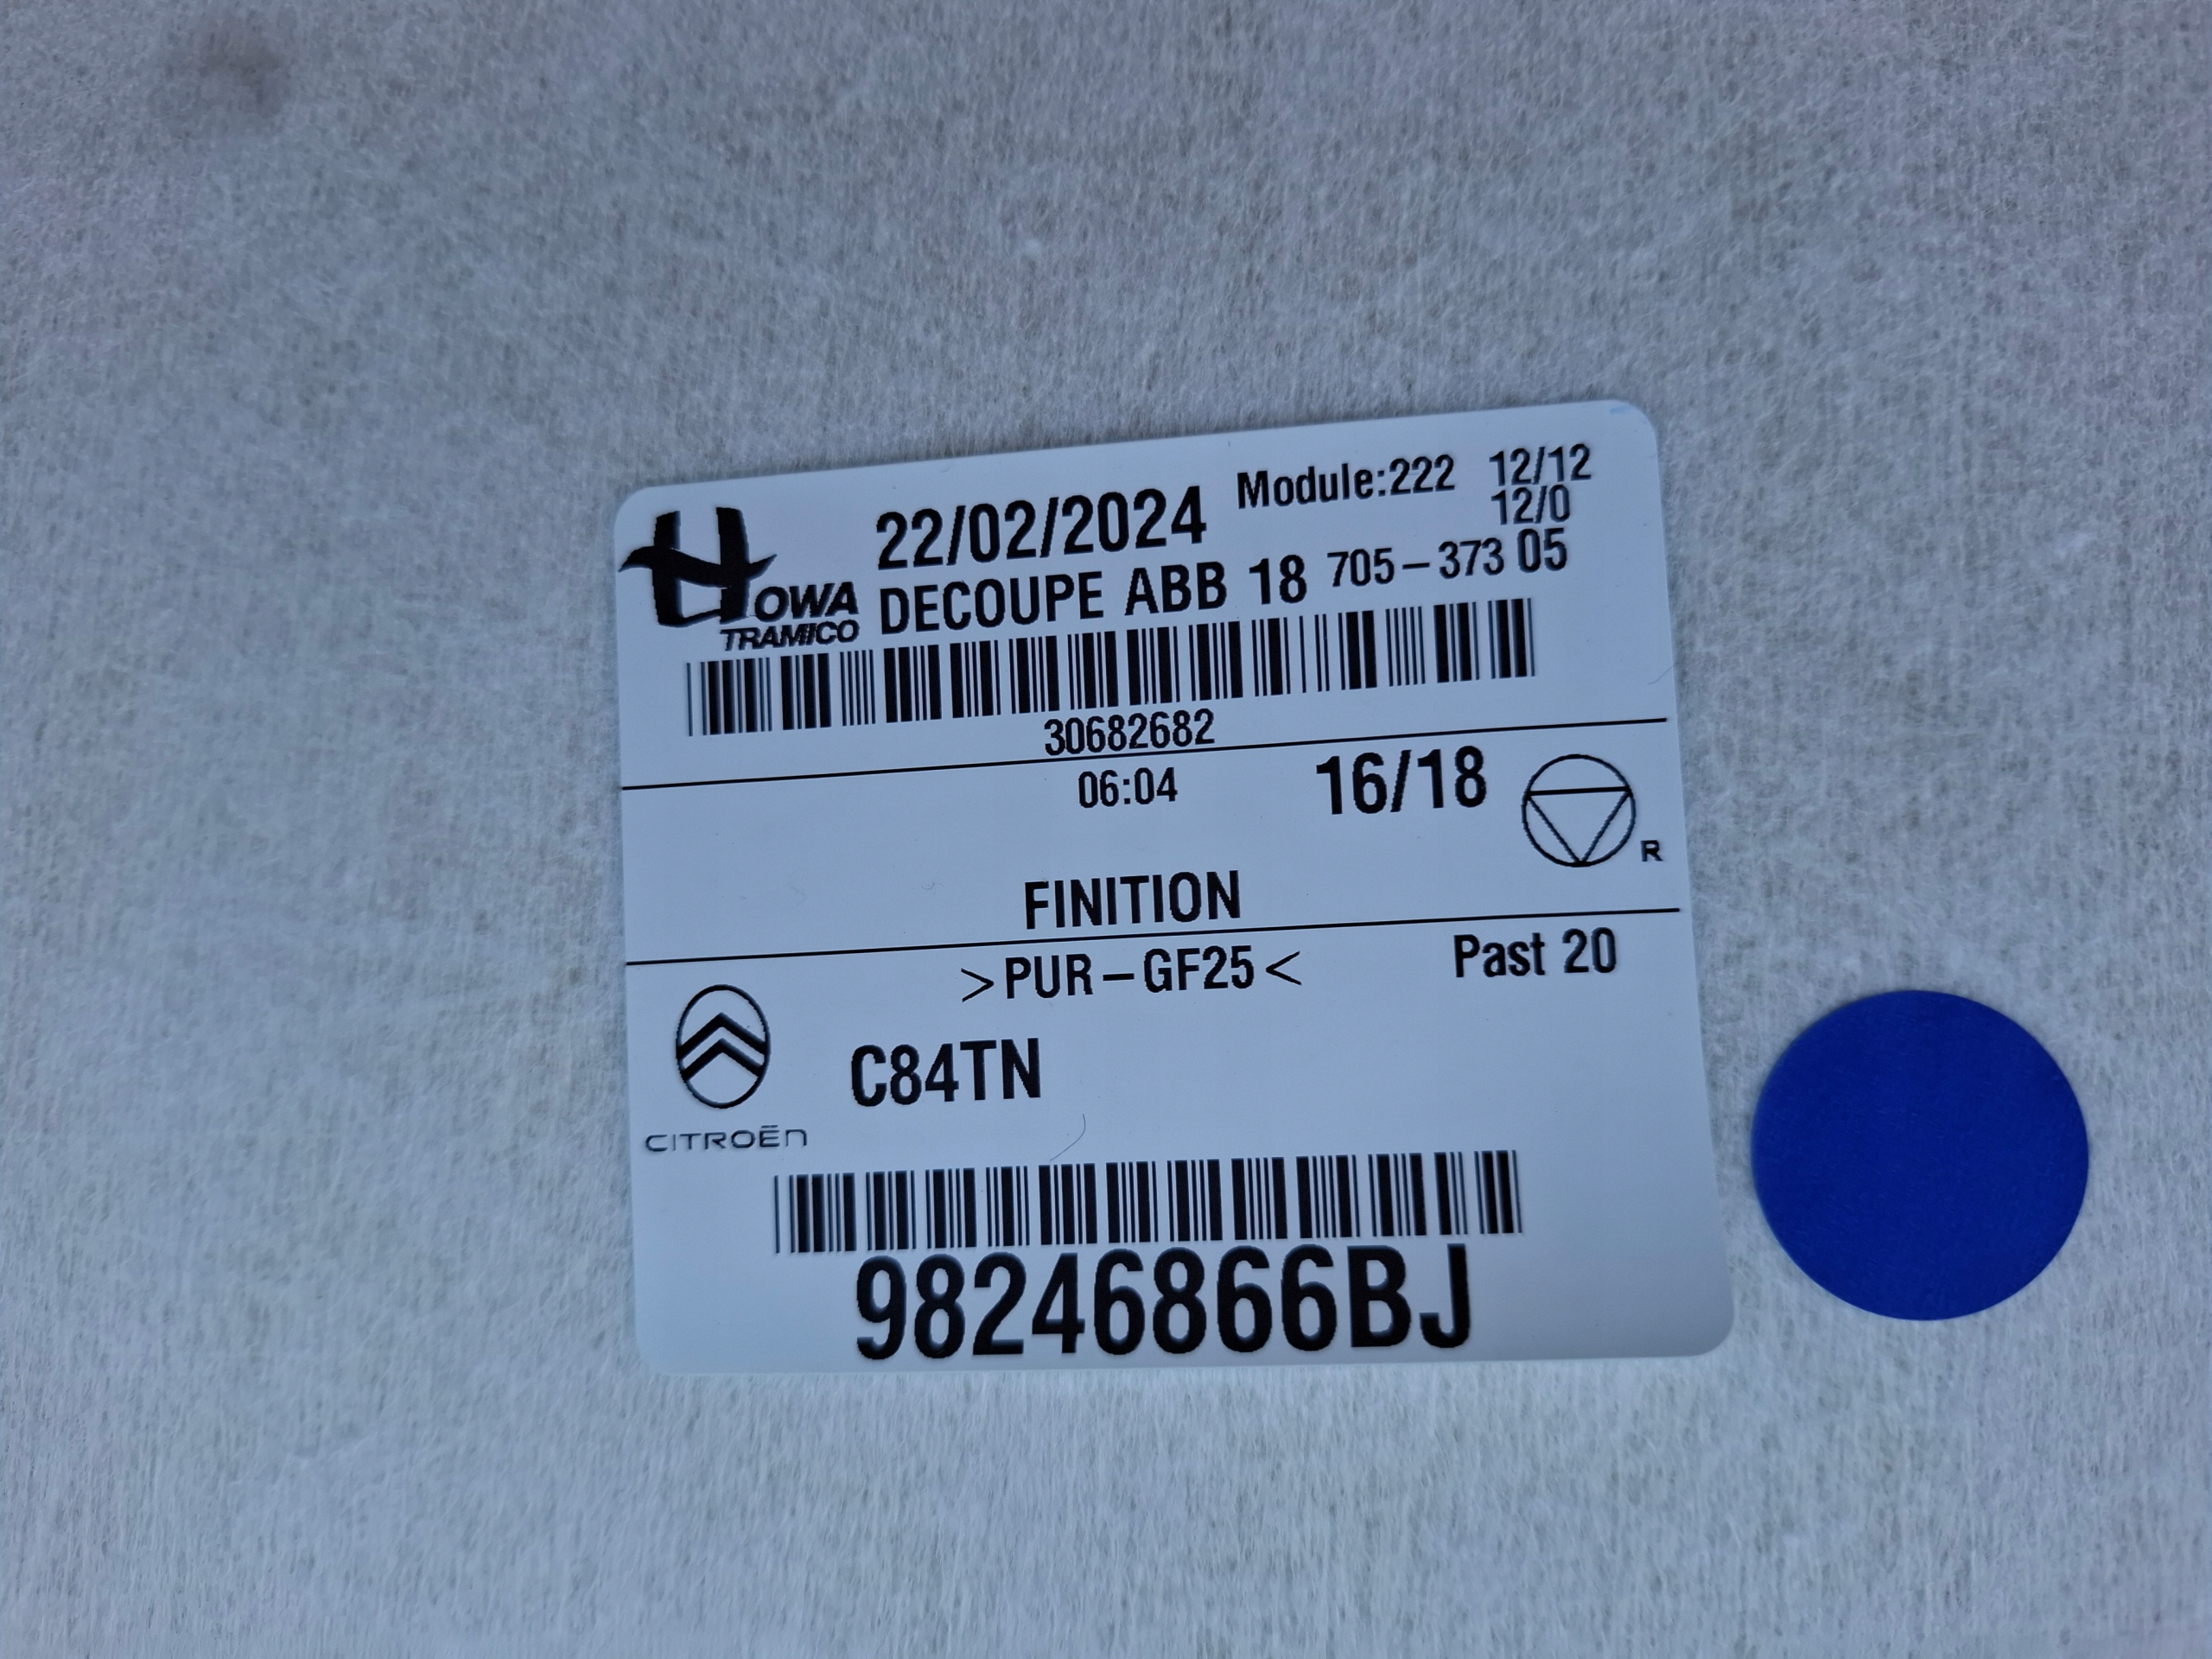 HOWA
TRAMICO
22/02/2024 Module:222 12/12
12/0
DECOUPE ABB 18 705-373 05
30682682
06:04 16/18
R
FINITION
>PUR-GF25< Past 20
C84TN
CITROËN
98246866BJ